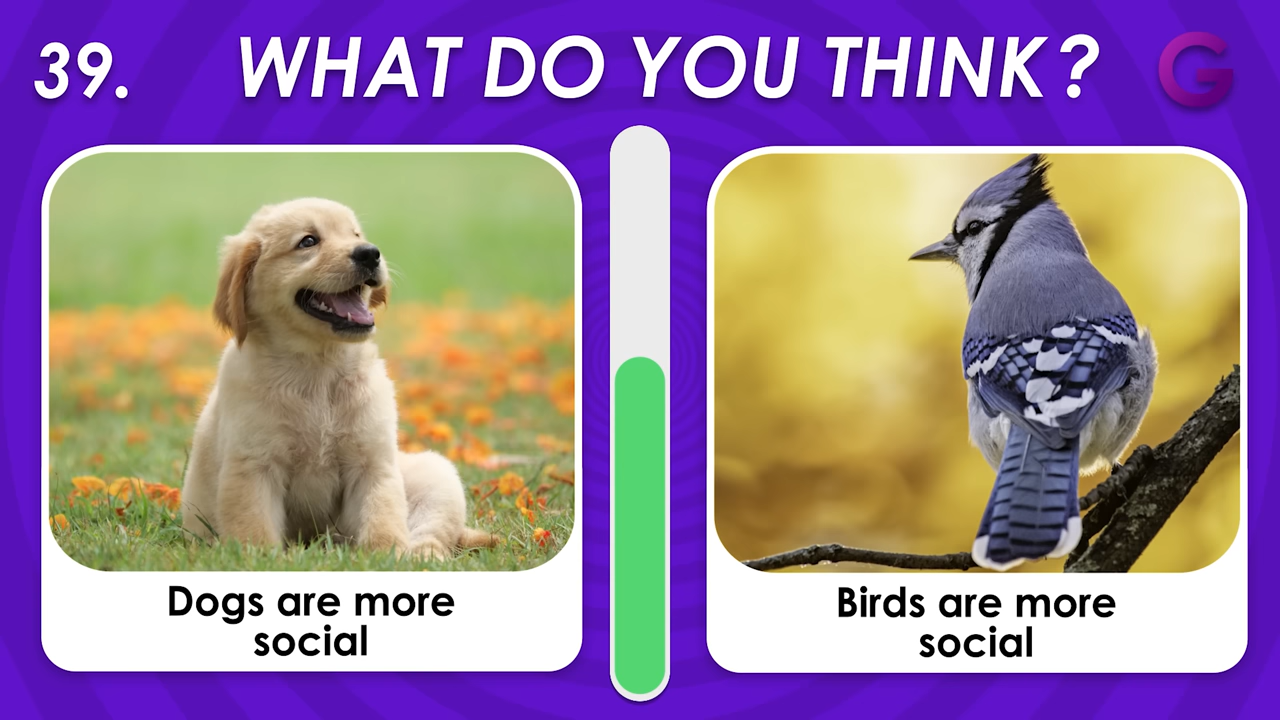 39. WHAT DO YOU THINK? G
Dogs are more
social
Birds are more
social